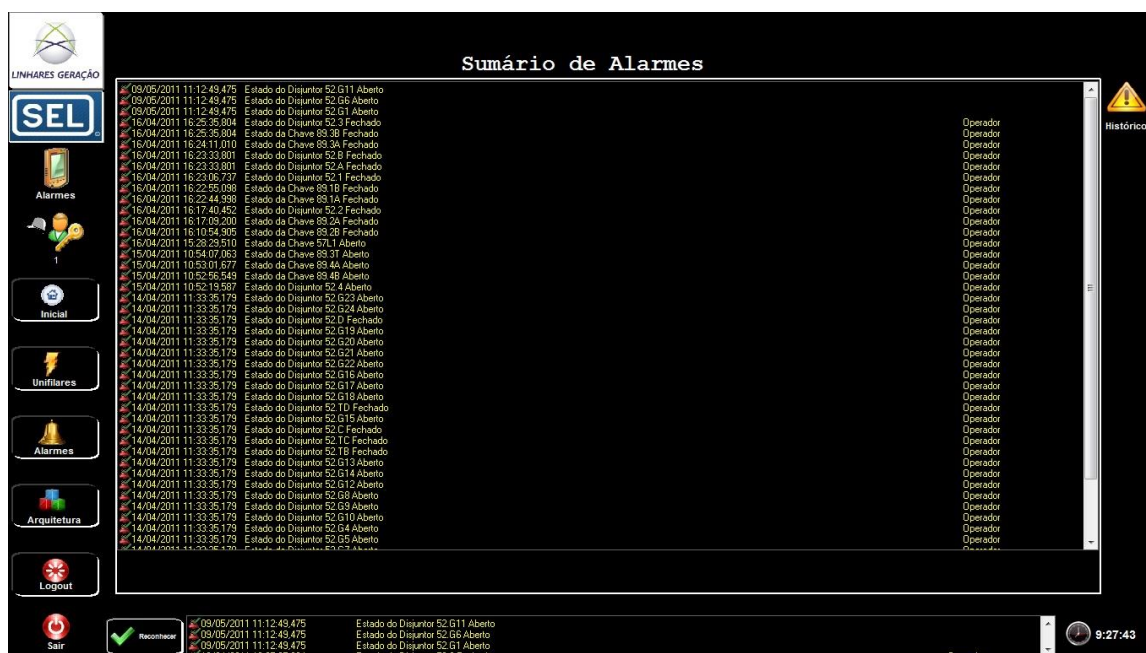 LINHARES GERAÇÃO
SEL
Alarmes
1
Inicial
Unifilares
Alarmes
Arquitetura
Logout
Sair
Sumário de Alarmes
09/05/2011 11:12:49,475 Estado do Disjuntor 52.G11 Aberto
09/05/2011 11:12:49,475 Estado do Disjuntor 52.G6 Aberto
09/05/2011 11:12:49,475 Estado do Disjuntor 52.G1 Aberto
16/04/2011 16:25:35,804 Estado do Disjuntor 52.3 Fechado Operador
16/04/2011 16:25:35,804 Estado da Chave 89.3B Fechado Operador
16/04/2011 16:24:11,010 Estado da Chave 89.3A Fechado Operador
16/04/2011 16:23:33,801 Estado do Disjuntor 52.B Fechado Operador
16/04/2011 16:23:33,801 Estado do Disjuntor 52.A Fechado Operador
16/04/2011 16:23:06,737 Estado do Disjuntor 52.1 Fechado Operador
16/04/2011 16:22:55,098 Estado da Chave 89.1B Fechado Operador
16/04/2011 16:22:44,998 Estado da Chave 89.1A Fechado Operador
16/04/2011 16:17:40,452 Estado do Disjuntor 52.2 Fechado Operador
16/04/2011 16:17:09,200 Estado da Chave 89.2A Fechado Operador
16/04/2011 16:10:54,905 Estado da Chave 89.2B Fechado Operador
16/04/2011 15:28:29,510 Estado da Chave 57L1 Aberto Operador
15/04/2011 10:54:07,063 Estado da Chave 89.3T Aberto Operador
15/04/2011 10:53:01,677 Estado da Chave 89.4A Aberto Operador
15/04/2011 10:52:56,549 Estado da Chave 89.4B Aberto Operador
15/04/2011 10:52:19,587 Estado do Disjuntor 52.4 Aberto Operador
14/04/2011 11:33:35,179 Estado do Disjuntor 52.G23 Aberto Operador
14/04/2011 11:33:35,179 Estado do Disjuntor 52.G24 Aberto Operador
14/04/2011 11:33:35,179 Estado do Disjuntor 52.D Fechado Operador
14/04/2011 11:33:35,179 Estado do Disjuntor 52.G19 Aberto Operador
14/04/2011 11:33:35,179 Estado do Disjuntor 52.G20 Aberto Operador
14/04/2011 11:33:35,179 Estado do Disjuntor 52.G21 Aberto Operador
14/04/2011 11:33:35,179 Estado do Disjuntor 52.G22 Aberto Operador
14/04/2011 11:33:35,179 Estado do Disjuntor 52.G16 Aberto Operador
14/04/2011 11:33:35,179 Estado do Disjuntor 52.G17 Aberto Operador
14/04/2011 11:33:35,179 Estado do Disjuntor 52.G18 Aberto Operador
14/04/2011 11:33:35,179 Estado do Disjuntor 52.TD Fechado Operador
14/04/2011 11:33:35,179 Estado do Disjuntor 52.G15 Aberto Operador
14/04/2011 11:33:35,179 Estado do Disjuntor 52.C Fechado Operador
14/04/2011 11:33:35,179 Estado do Disjuntor 52.TC Fechado Operador
14/04/2011 11:33:35,179 Estado do Disjuntor 52.TB Fechado Operador
14/04/2011 11:33:35,179 Estado do Disjuntor 52.G13 Aberto Operador
14/04/2011 11:33:35,179 Estado do Disjuntor 52.G14 Aberto Operador
14/04/2011 11:33:35,179 Estado do Disjuntor 52.G12 Aberto Operador
14/04/2011 11:33:35,179 Estado do Disjuntor 52.G8 Aberto Operador
14/04/2011 11:33:35,179 Estado do Disjuntor 52.G9 Aberto Operador
14/04/2011 11:33:35,179 Estado do Disjuntor 52.G10 Aberto Operador
14/04/2011 11:33:35,179 Estado do Disjuntor 52.G4 Aberto Operador
14/04/2011 11:33:35,179 Estado do Disjuntor 52.G5 Aberto Operador
14/04/2011 11:33:35,179 Estado do Disjuntor 52.G7 Aberto Operador
Histórico
Reconhecer
09/05/2011 11:12:49,475 Estado do Disjuntor 52.G11 Aberto
09/05/2011 11:12:49,475 Estado do Disjuntor 52.G6 Aberto
09/05/2011 11:12:49,475 Estado do Disjuntor 52.G1 Aberto
9:27:43